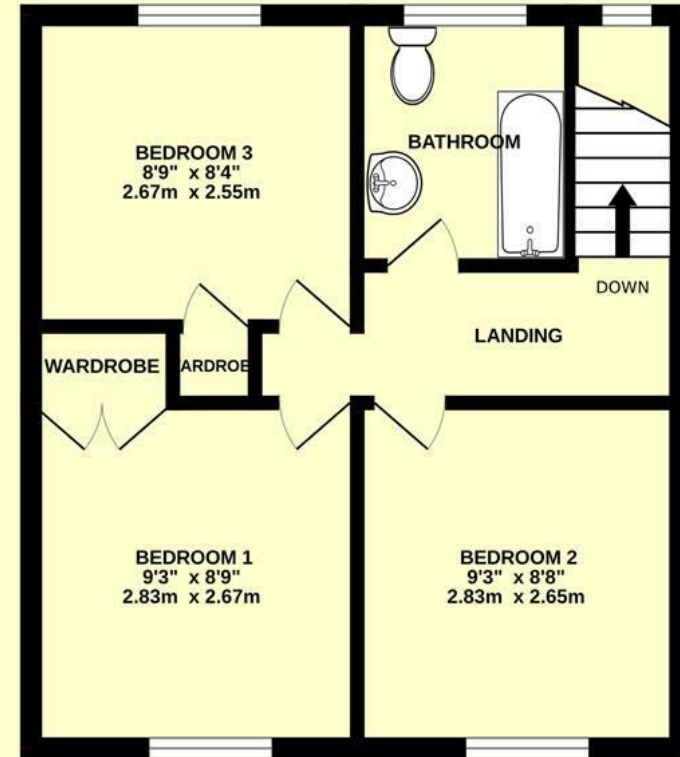 BEDROOM 3
8'9" x 8'4"
2.67m x 2.55m
BATHROOM
DOWN
LANDING
WARDROBE
ARDROB
BEDROOM 1
9'3" x 8'9"
2.83m x 2.67m
BEDROOM 2
9'3" x 8'8"
2.83m x 2.65m